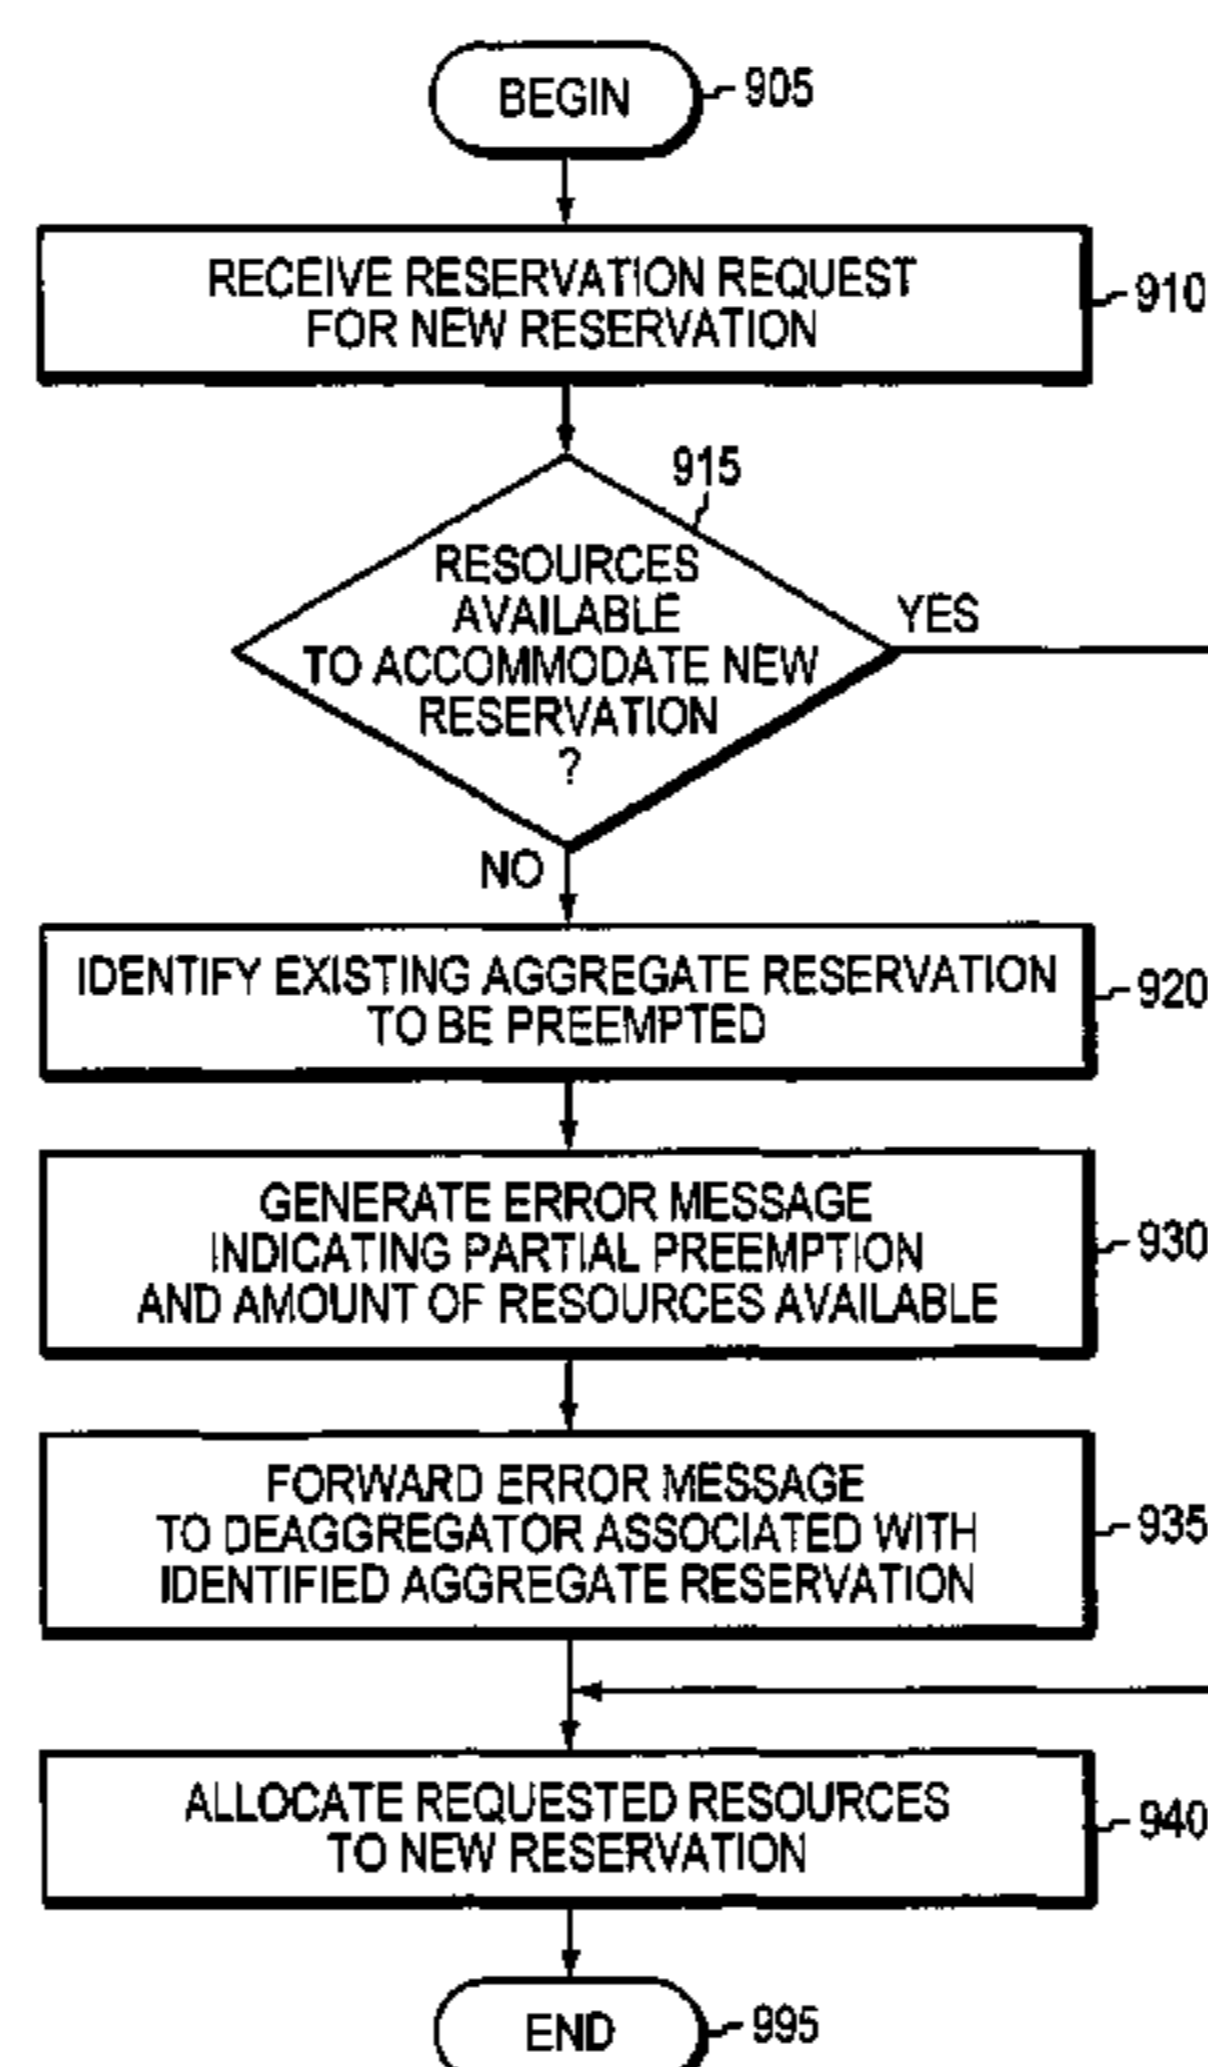 BEGIN
905
RECEIVE RESERVATION REQUEST
FOR NEW RESERVATION
910
915
RESOURCES
AVAILABLE
TO ACCOMMODATE NEW
RESERVATION
?
YES
NO
IDENTIFY EXISTING AGGREGATE RESERVATION
TO BE PREEMPTED
920
GENERATE ERROR MESSAGE
INDICATING PARTIAL PREEMPTION
AND AMOUNT OF RESOURCES AVAILABLE
930
FORWARD ERROR MESSAGE
TO DEAGGREGATOR ASSOCIATED WITH
IDENTIFIED AGGREGATE RESERVATION
935
ALLOCATE REQUESTED RESOURCES
TO NEW RESERVATION
940
END
995